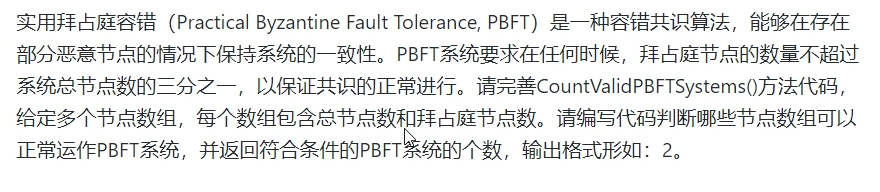 实用拜占庭容错（Practical Byzantine Fault Tolerance, PBFT）是一种容错共识算法，能够在存在
部分恶意节点的情况下保持系统的一致性。PBFT系统要求在任何时候，拜占庭节点的数量不超过
系统总节点数的三分之一，以保证共识的正常进行。请完善CountValidPBFTSystems()方法代码，
给定多个节点数组，每个数组包含总节点数和拜占庭节点数。请编写代码判断哪些节点数组可以
正常运作PBFT系统，并返回符合条件的PBFT系统的个数，输出格式形如：2。